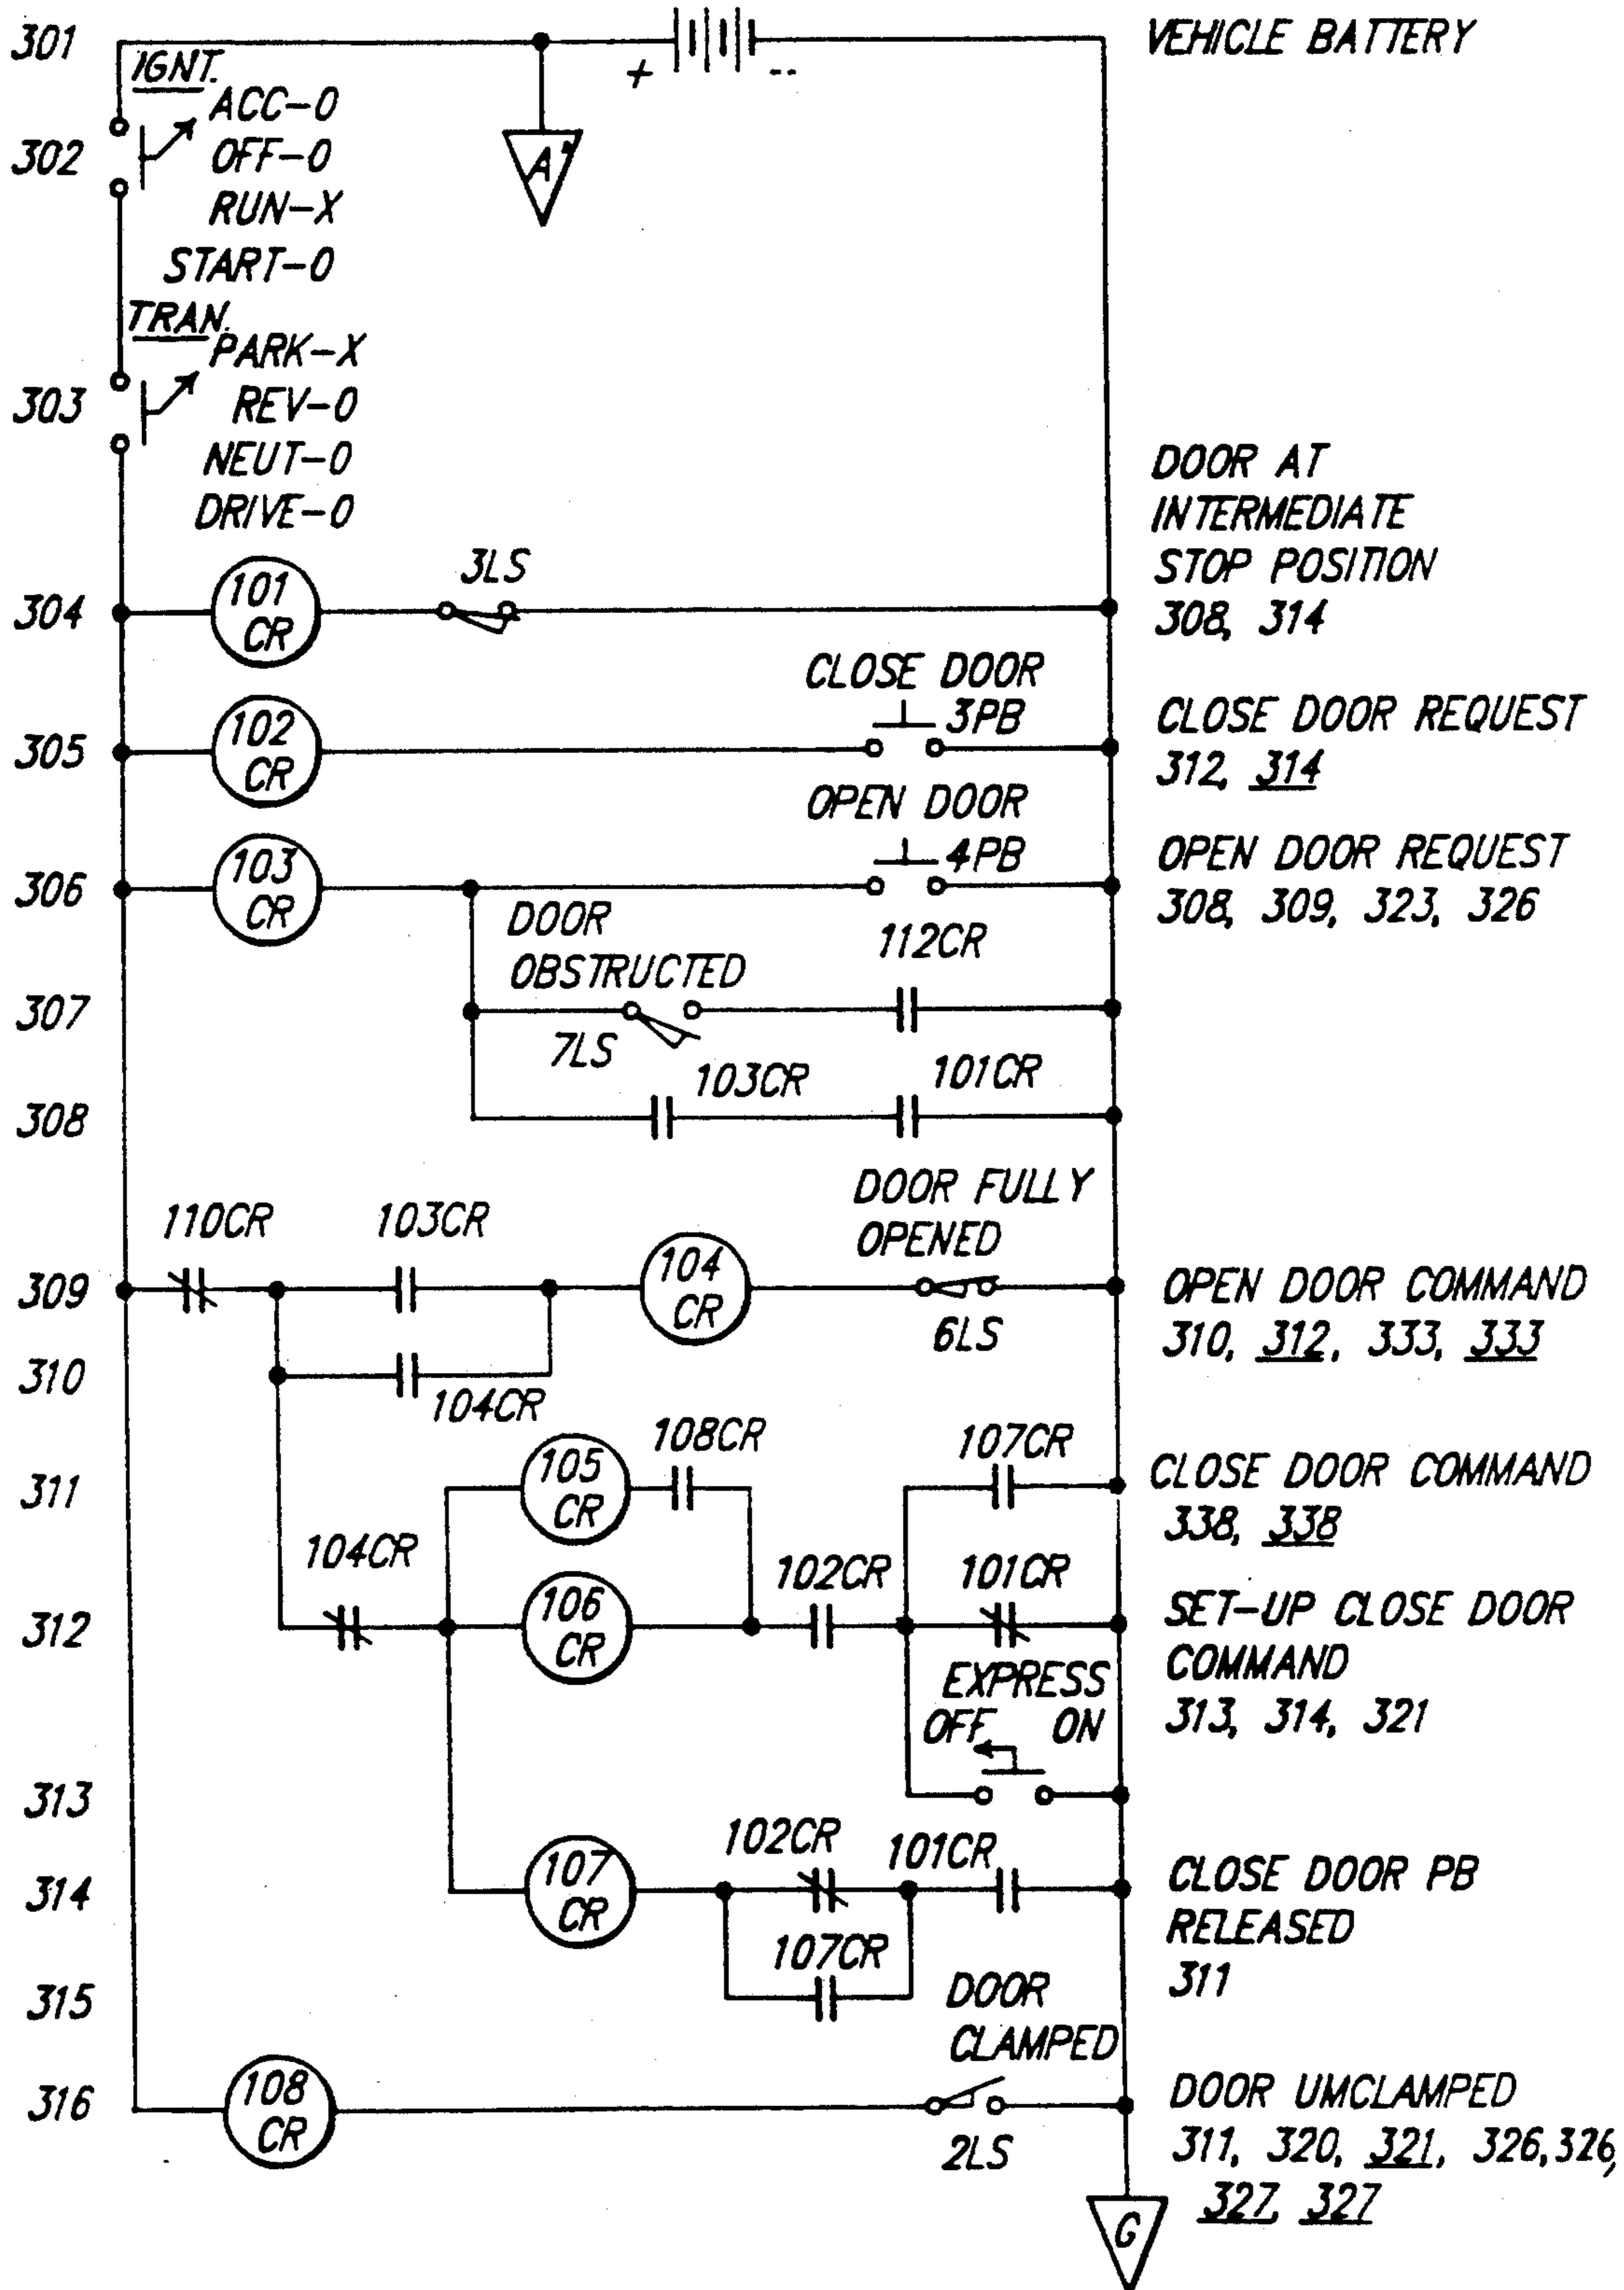 301
VEHICLE BATTERY
+ --
IGNT.
ACC-O
302
OFF-O
A'
RUN-X
START-O
TRAN.
PARK-X
303
REV-O
NEUT-O
DRIVE-O
DOOR AT
INTERMEDIATE
STOP POSITION
308, 314
304
101
CR
3LS
CLOSE DOOR
3PB
305
102
CR
CLOSE DOOR REQUEST
312, 314
OPEN DOOR
4PB
306
103
CR
OPEN DOOR REQUEST
308, 309, 323, 326
DOOR
OBSTRUCTED
112CR
307
7LS
103CR
101CR
308
DOOR FULLY
OPENED
110CR
103CR
309
104
CR
6LS
OPEN DOOR COMMAND
310, 312, 333, 333
310
104CR
108CR
107CR
311
105
CR
CLOSE DOOR COMMAND
338, 338
104CR
102CR
101CR
312
106
CR
SET-UP CLOSE DOOR
COMMAND
313, 314, 321
EXPRESS
OFF ON
313
102CR
101CR
314
107
CR
CLOSE DOOR PB
RELEASED
311
107CR
315
DOOR
CLAMPED
316
108
CR
2LS
DOOR UMCLAMPED
311, 320, 321, 326,326,
327, 327
G